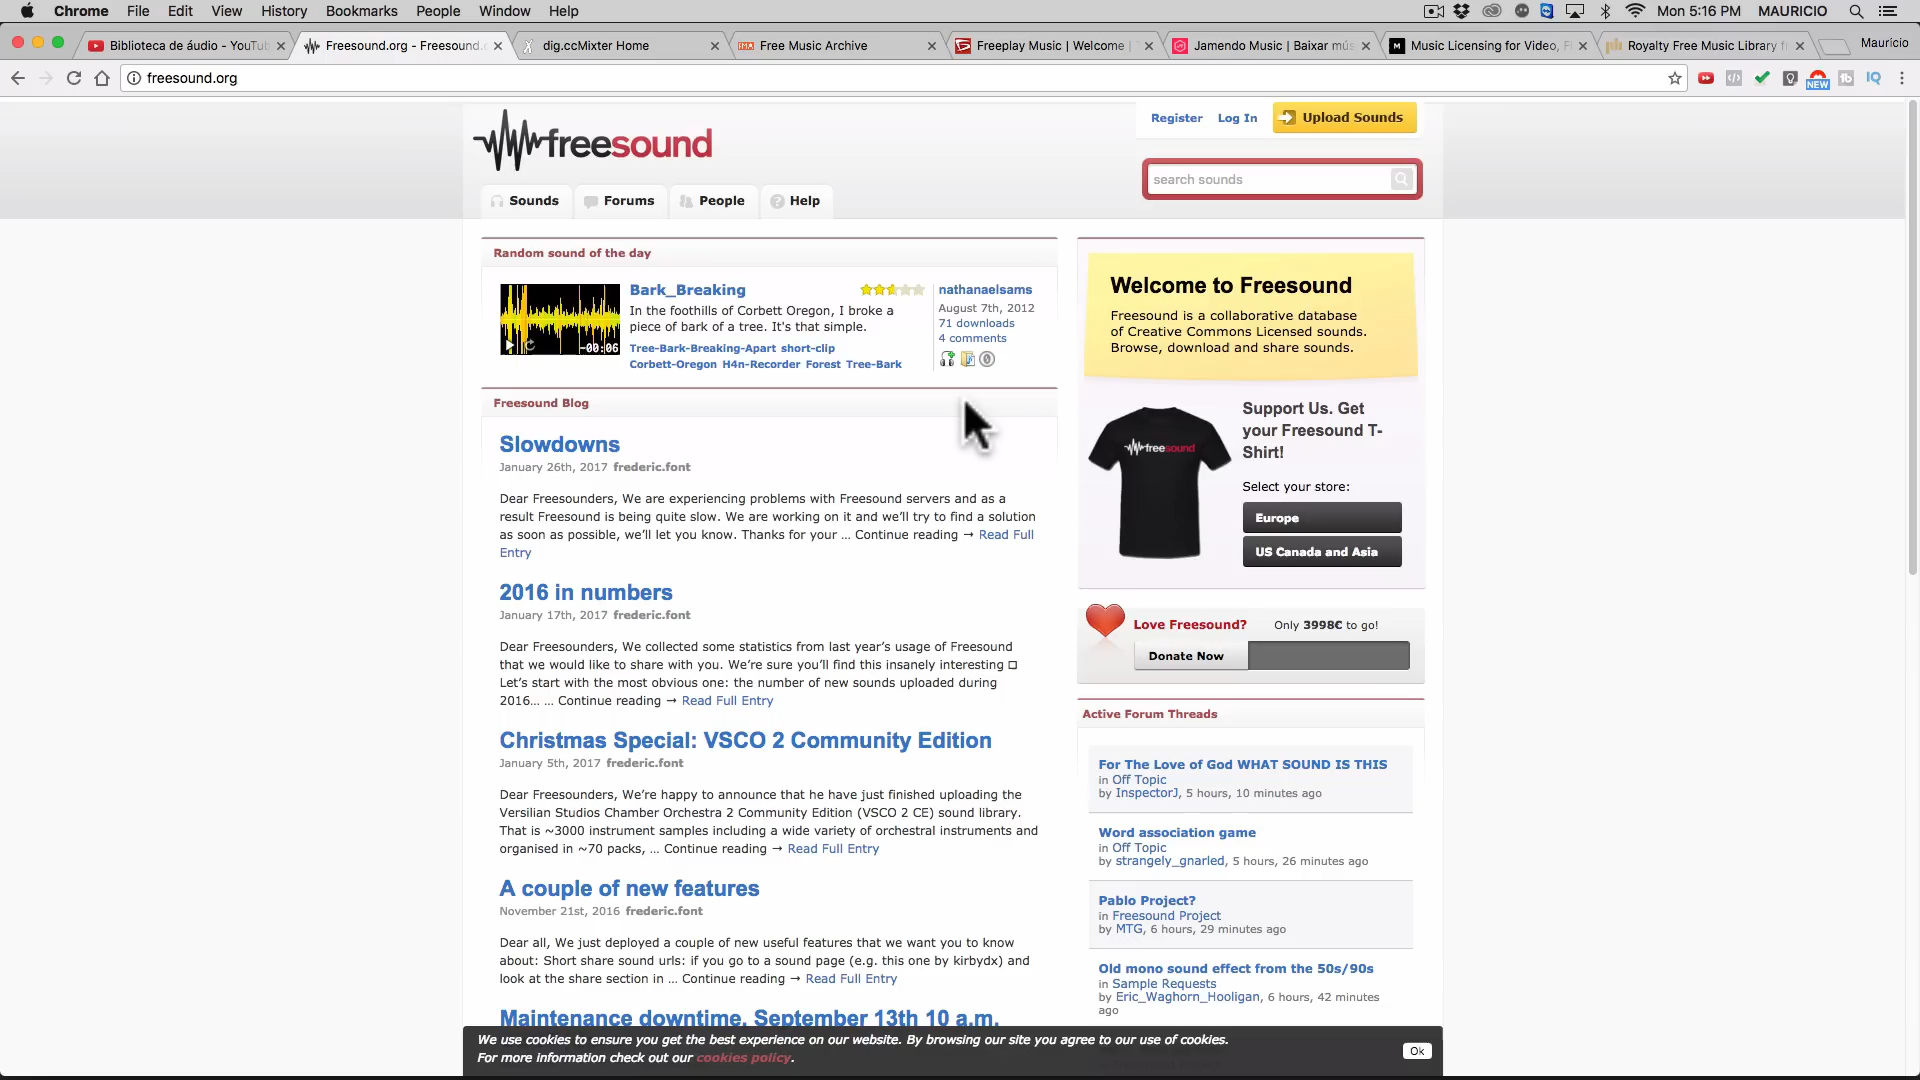 Chrome File Edit View History Bookmarks People Window Help
Mon 5:16 PM MAURICIO
Biblioteca de áudio - YouTub
Freesound.org - Freesound.
dig.ccMixter Home
Free Music Archive
Freeplay Music | Welcome |
Jamendo Music | Baixar mús
Music Licensing for Video, F
Royalty Free Music Library f
Maurício
freesound.org
NEW
IQ
freesound
Register Log In Upload Sounds
search sounds
Sounds Forums People Help
Random sound of the day
Bark_Breaking
In the foothills of Corbett Oregon, I broke a
piece of bark of a tree. It's that simple.
Tree-Bark-Breaking-Apart short-clip
Corbett-Oregon H4n-Recorder Forest Tree-Bark
-00:06
nathanaelsams
August 7th, 2012
71 downloads
4 comments
Freesound Blog
Slowdowns
January 26th, 2017 frederic.font
Dear Freesounders, We are experiencing problems with Freesound servers and as a
result Freesound is being quite slow. We are working on it and we’ll try to find a solution
as soon as possible, we’ll let you know. Thanks for your … Continue reading → Read Full
Entry
2016 in numbers
January 17th, 2017 frederic.font
Dear Freesounders, We collected some statistics from last year’s usage of Freesound
that we would like to share with you. We’re sure you’ll find this insanely interesting □
Let’s start with the most obvious one: the number of new sounds uploaded during
2016… … Continue reading → Read Full Entry
Christmas Special: VSCO 2 Community Edition
January 5th, 2017 frederic.font
Dear Freesounders, We’re happy to announce that he have just finished uploading the
Versilian Studios Chamber Orchestra 2 Community Edition (VSCO 2 CE) sound library.
That is ~3000 instrument samples including a wide variety of orchestral instruments and
organised in ~70 packs, … Continue reading → Read Full Entry
A couple of new features
November 21st, 2016 frederic.font
Dear all, We just deployed a couple of new useful features that we want you to know
about: Short share sound urls: if you go to a sound page (e.g. this one by kirbydx) and
look at the share section in … Continue reading → Read Full Entry
Maintenance downtime, September 13th 10 a.m.
Welcome to Freesound
Freesound is a collaborative database
of Creative Commons Licensed sounds.
Browse, download and share sounds.
freesound
Support Us. Get
your Freesound T-
Shirt!
Select your store:
Europe
US Canada and Asia
Love Freesound? Only 3998€ to go!
Donate Now
Active Forum Threads
For The Love of God WHAT SOUND IS THIS
in Off Topic
by InspectorJ, 5 hours, 10 minutes ago
Word association game
in Off Topic
by strangely_gnarled, 5 hours, 26 minutes ago
Pablo Project?
in Freesound Project
by MTG, 6 hours, 29 minutes ago
Old mono sound effect from the 50s/90s
in Sample Requests
by Eric_Waghorn_Hooligan, 6 hours, 42 minutes
ago
We use cookies to ensure you get the best experience on our website. By browsing our site you agree to our use of cookies.
For more information check out our cookies policy.
Ok